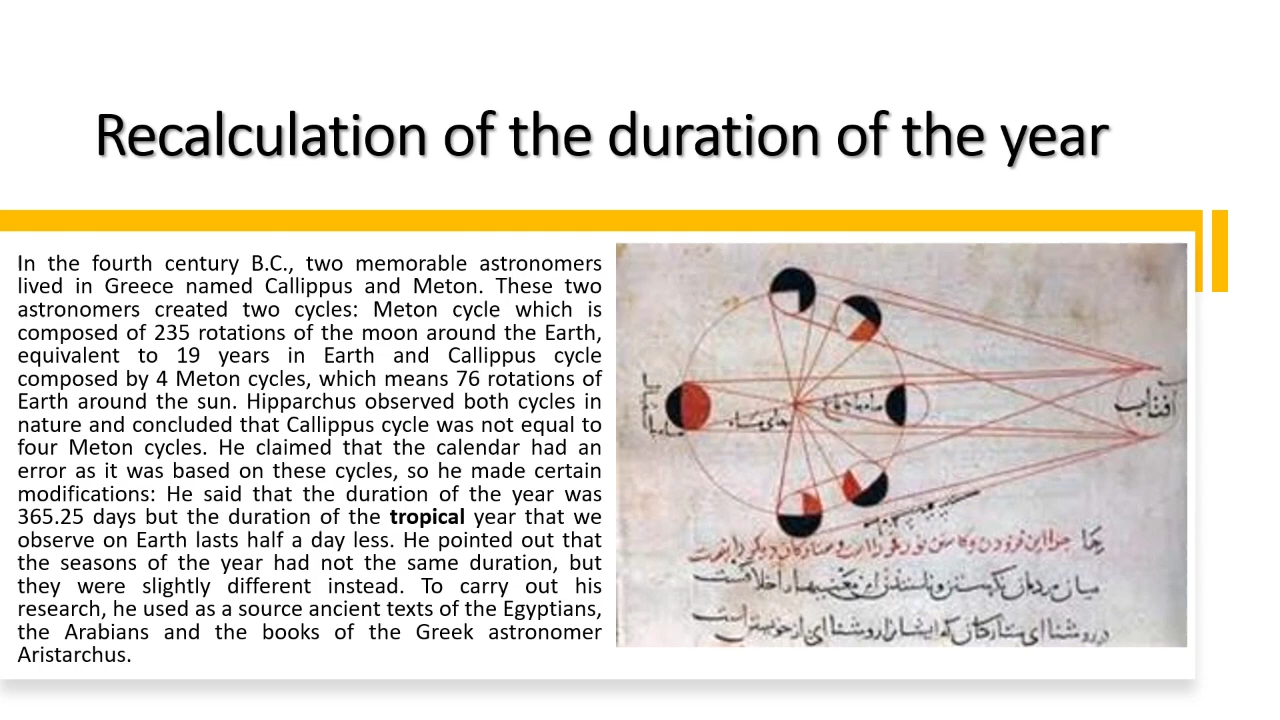 Recalculation of the duration of the year
In the fourth century B.C., two memorable astronomers
lived in Greece named Callippus and Meton. These two
astronomers created two cycles: Meton cycle which is
composed of 235 rotations of the moon around the Earth,
equivalent to 19 years in Earth and Callippus cycle
composed by 4 Meton cycles, which means 76 rotations of
Earth around the sun. Hipparchus observed both cycles in
nature and concluded that Callippus cycle was not equal to
four Meton cycles. He claimed that the calendar had an
error as it was based on these cycles, so he made certain
modifications: He said that the duration of the year was
365.25 days but the duration of the tropical year that we
observe on Earth lasts half a day less. He pointed out that
the seasons of the year had not the same duration, but
they were slightly different instead. To carry out his
research, he used as a source ancient texts of the Egyptians,
the Arabians and the books of the Greek astronomer
Aristarchus.
آفتاب